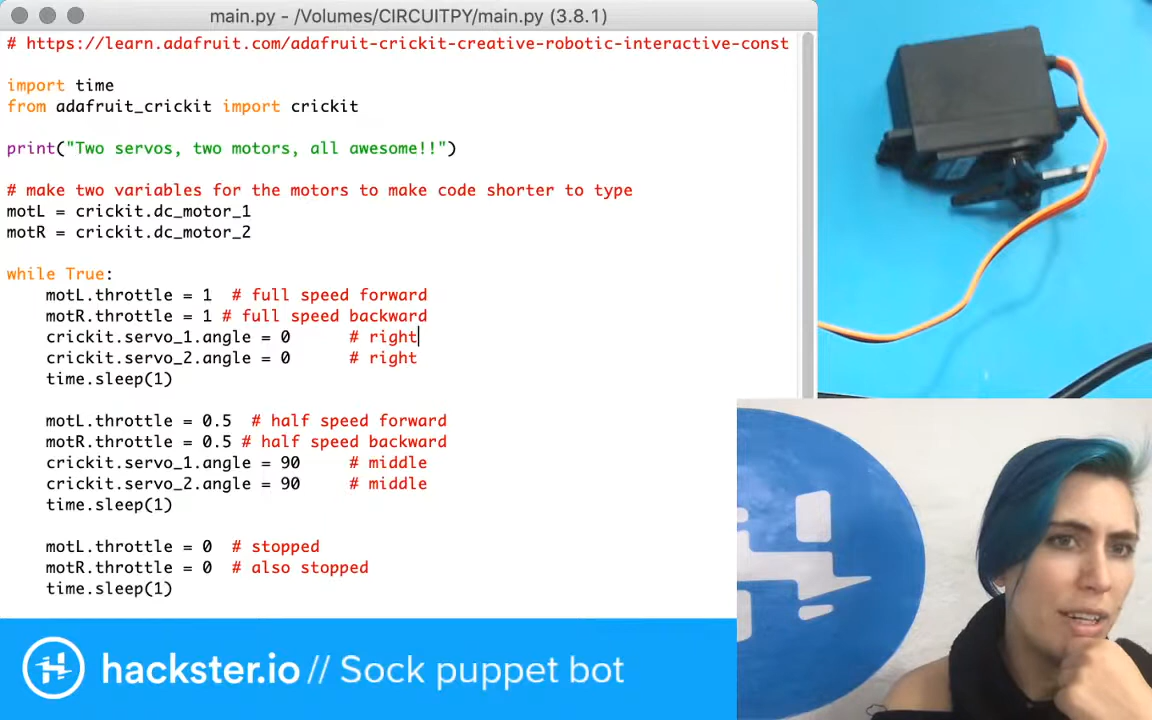 main.py - /Volumes/CIRCUITPY/main.py (3.8.1)
# https://learn.adafruit.com/adafruit-crickit-creative-robotic-interactive-const
import time
from adafruit_crickit import crickit
print("Two servos, two motors, all awesome!!")
# make two variables for the motors to make code shorter to type
motL = crickit.dc_motor_1
motR = crickit.dc_motor_2
while True:
    motL.throttle = 1  # full speed forward
    motR.throttle = 1 # full speed backward
    crickit.servo_1.angle = 0      # right
    crickit.servo_2.angle = 0      # right
    time.sleep(1)
    motL.throttle = 0.5  # half speed forward
    motR.throttle = 0.5 # half speed backward
    crickit.servo_1.angle = 90     # middle
    crickit.servo_2.angle = 90     # middle
    time.sleep(1)
    motL.throttle = 0  # stopped
    motR.throttle = 0  # also stopped
    time.sleep(1)
hackster.io // Sock puppet bot